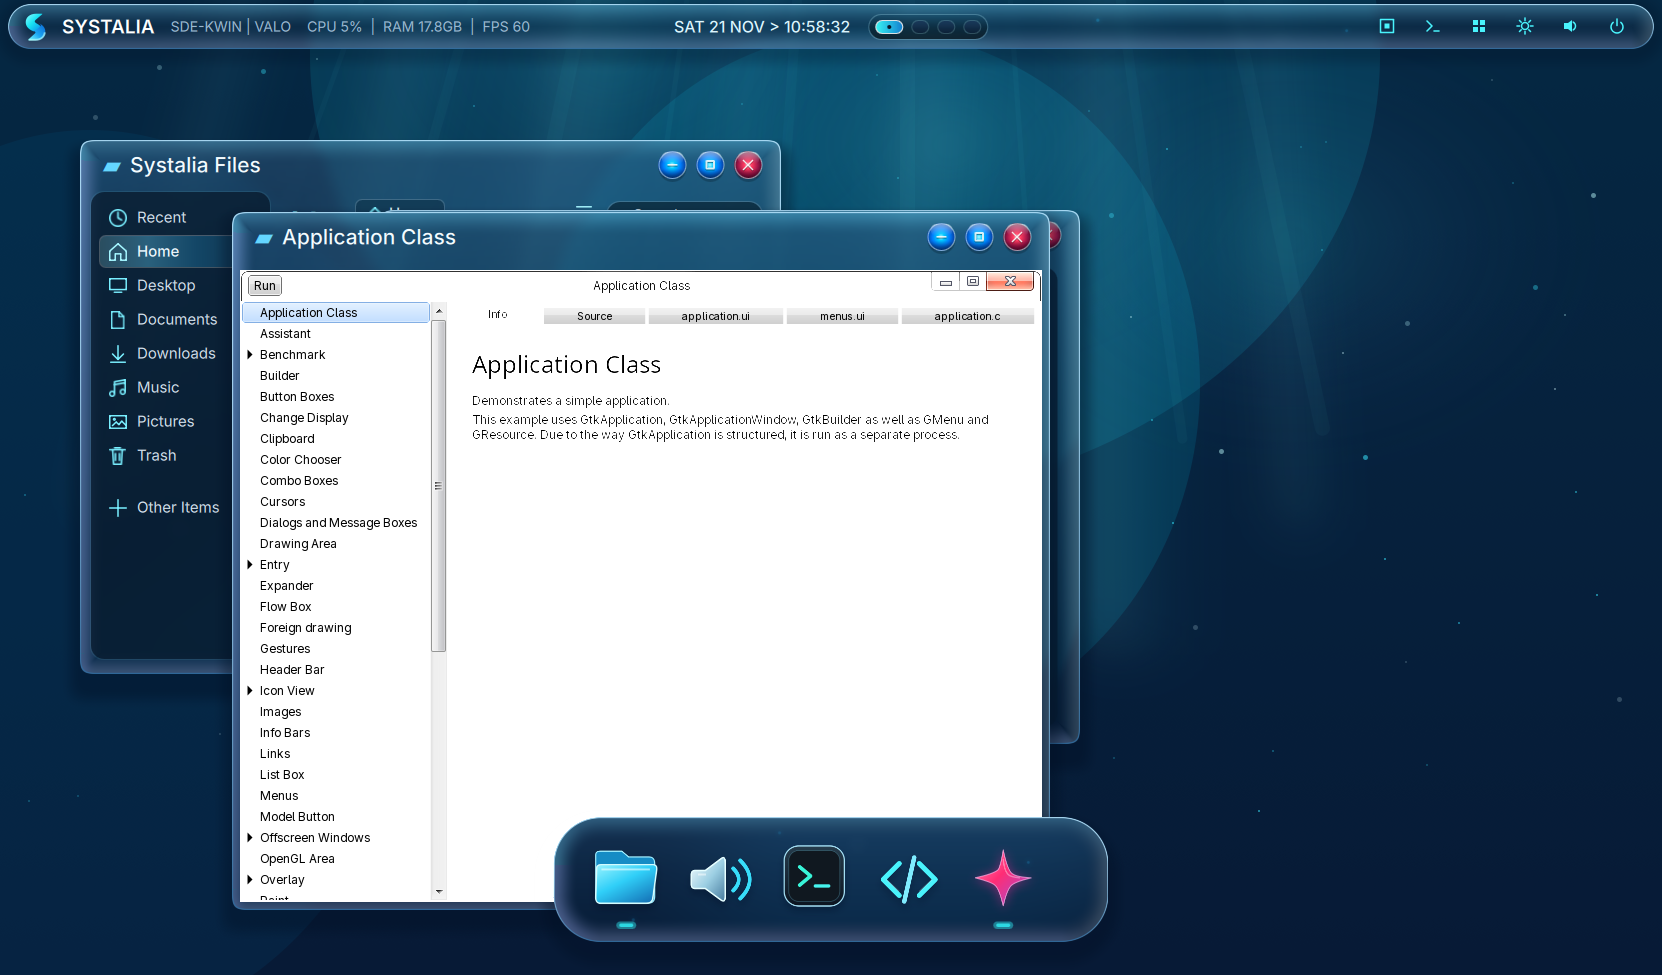 SYSTALIA SDE-KWIN | VALO CPU 5% | RAM 17.8GB | FPS 60 SAT 21 NOV > 10:58:32
Systalia Files
Recent
Home
Desktop
Documents
Downloads
Music
Pictures
Trash
Other Items
Application Class
Run Application Class
Application Class
Assistant
Benchmark
Builder
Button Boxes
Change Display
Clipboard
Color Chooser
Combo Boxes
Cursors
Dialogs and Message Boxes
Drawing Area
Entry
Expander
Flow Box
Foreign drawing
Gestures
Header Bar
Icon View
Images
Info Bars
Links
List Box
Menus
Model Button
Offscreen Windows
OpenGL Area
Overlay
Info Source application.ui menus.ui application.c
Application Class
Demonstrates a simple application.
This example uses GtkApplication, GtkApplicationWindow, GtkBuilder as well as GMenu and
GResource. Due to the way GtkApplication is structured, it is run as a separate process.